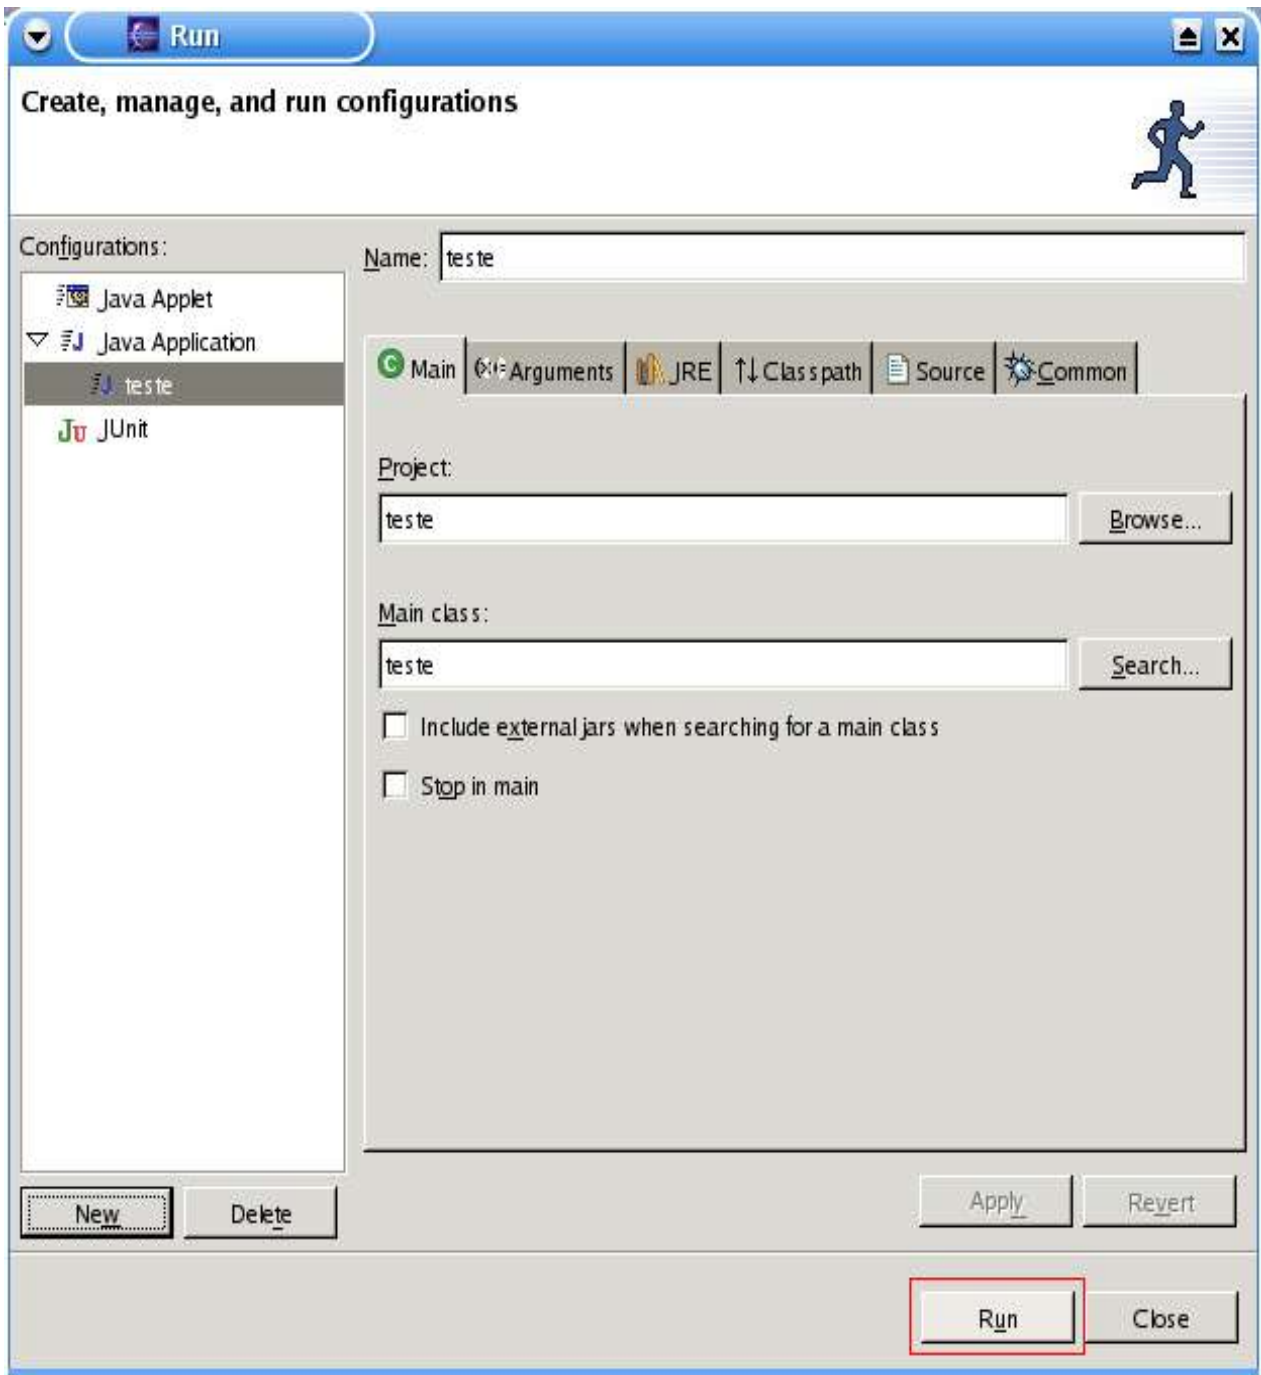 Run
Create, manage, and run configurations
Configurations:
Java Applet
Java Application
teste
JUnit
New
Delete
Name: teste
Main
Arguments
JRE
Classpath
Source
Common
Project:
teste
Browse...
Main class:
teste
Search...
Include external jars when searching for a main class
Stop in main
Apply
Revert
Run
Close